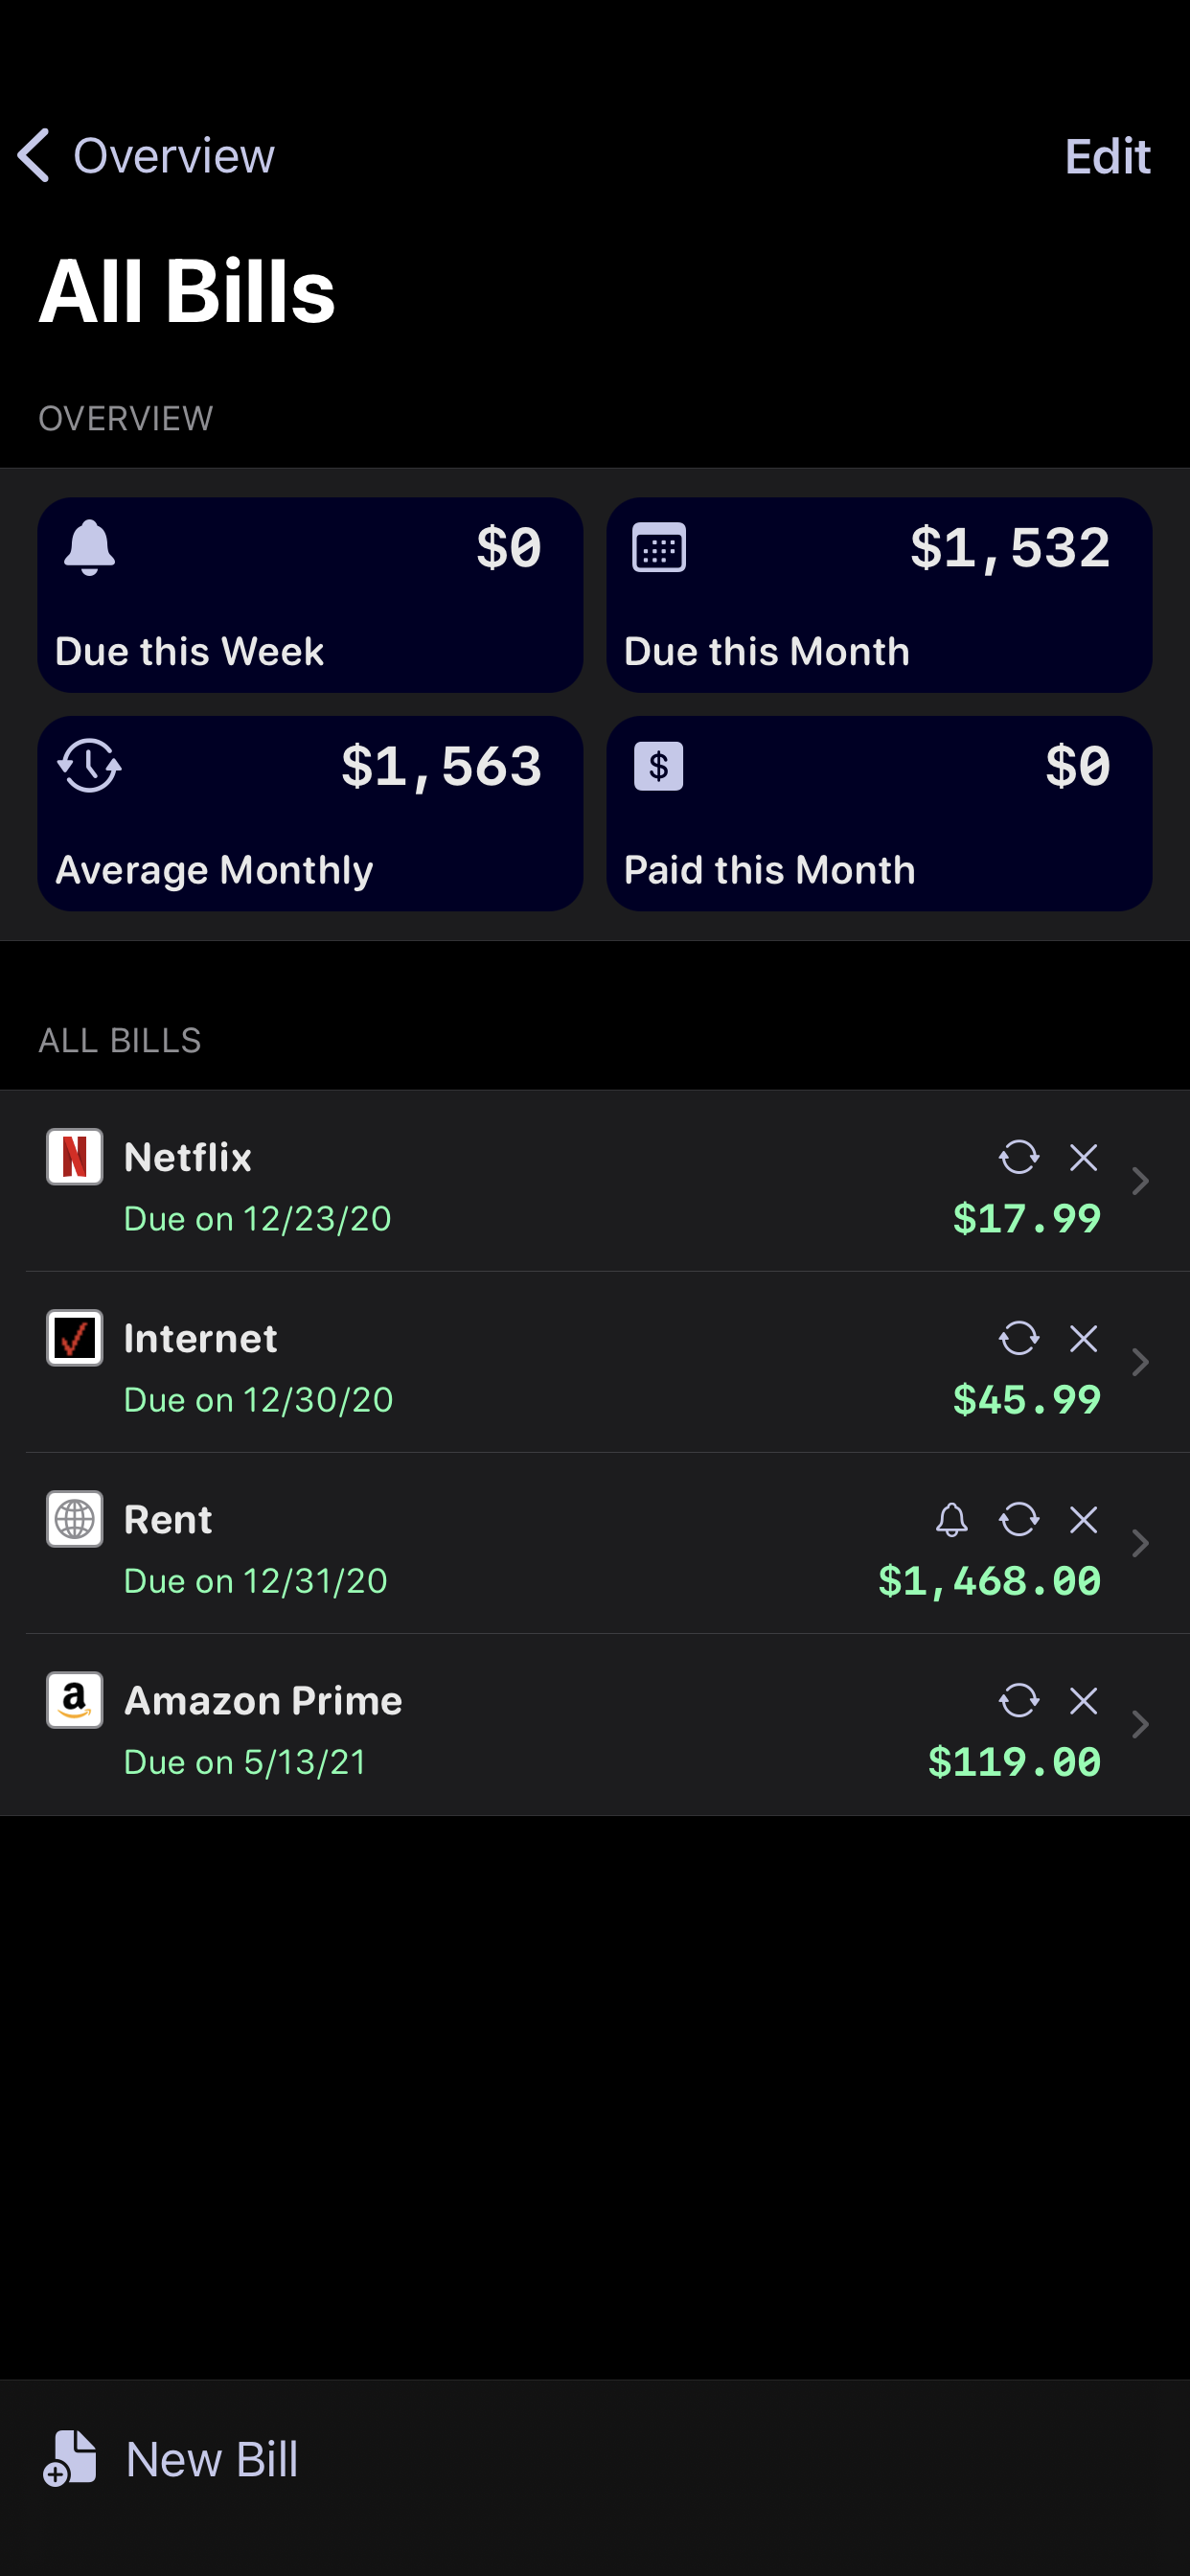 Overview
Edit
All Bills
OVERVIEW
$0
Due this Week
$1,532
Due this Month
$1,563
Average Monthly
$
$0
Paid this Month
ALL BILLS
N Netflix
Due on 12/23/20
$17.99
Internet
Due on 12/30/20
$45.99
Rent
Due on 12/31/20
$1,468.00
a Amazon Prime
Due on 5/13/21
$119.00
New Bill